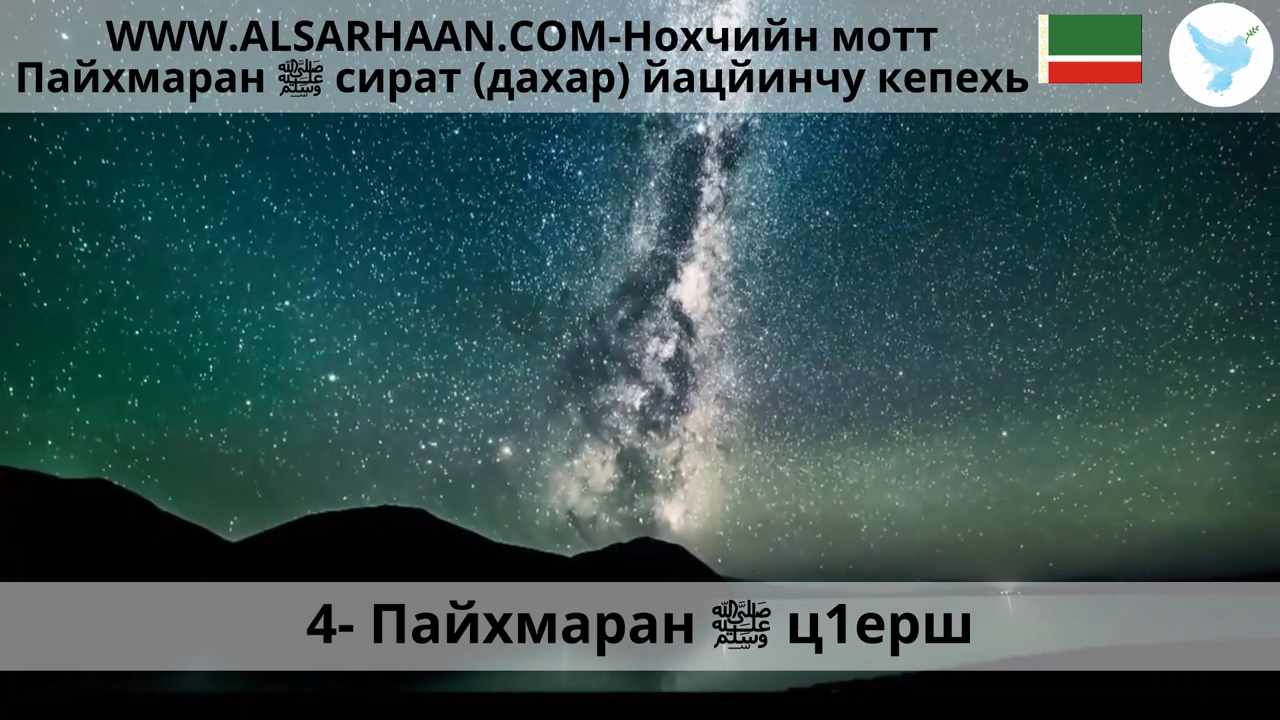 WWW.ALSARHAAN.COM-Нохчийн мотт
Пайхмаран ﷺ сират (дахар) йацйинчу кепехь
4- Пайхмаран ﷺ ц1ерш